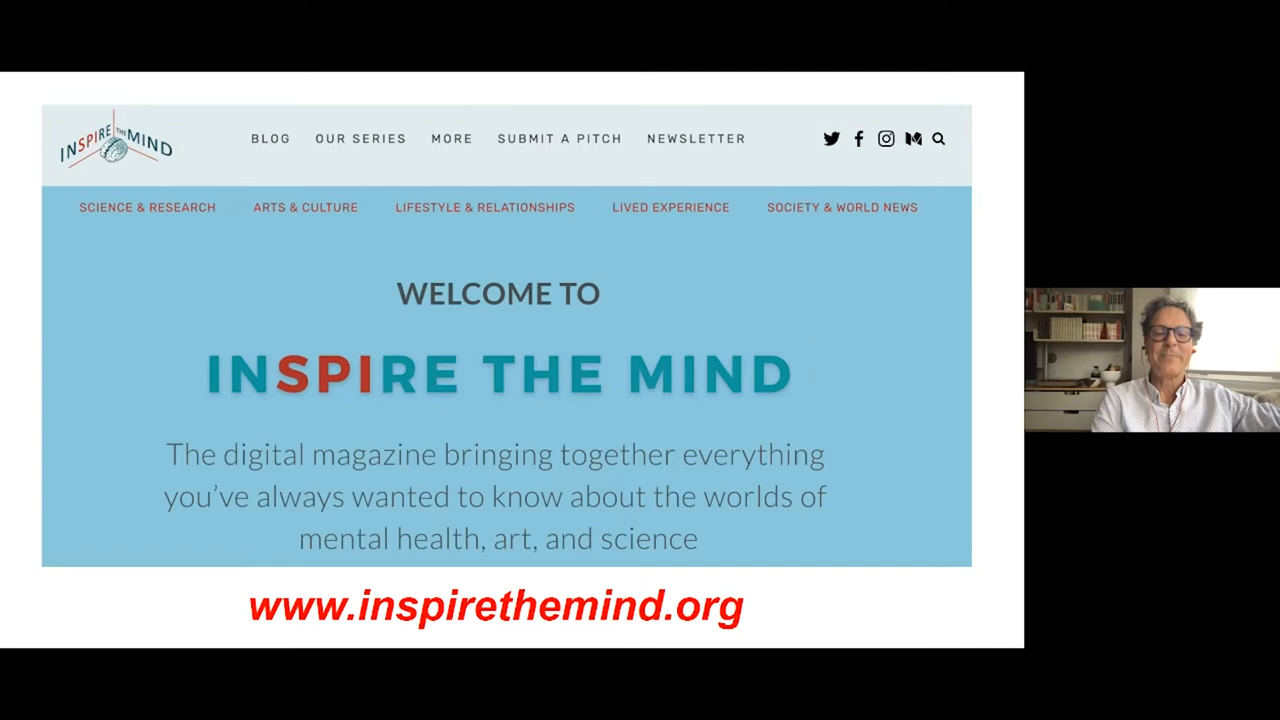 INSPIRE THE MIND
BLOG OUR SERIES MORE SUBMIT A PITCH NEWSLETTER
SCIENCE & RESEARCH ARTS & CULTURE LIFESTYLE & RELATIONSHIPS LIVED EXPERIENCE SOCIETY & WORLD NEWS
WELCOME TO
INSPIRE THE MIND
The digital magazine bringing together everything
you’ve always wanted to know about the worlds of
mental health, art, and science
www.inspirethemind.org